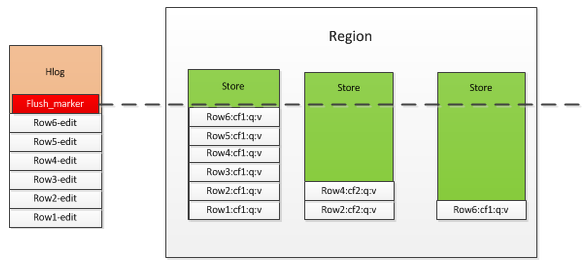 Region
Hlog
Flush_marker
Row6-edit
Row5-edit
Row4-edit
Row3-edit
Row2-edit
Row1-edit
Store
Row6:cf1:q:v
Row5:cf1:q:v
Row4:cf1:q:v
Row3:cf1:q:v
Row2:cf1:q:v
Row1:cf1:q:v
Store
Row4:cf2:q:v
Row2:cf2:q:v
Store
Row6:cf1:q:v